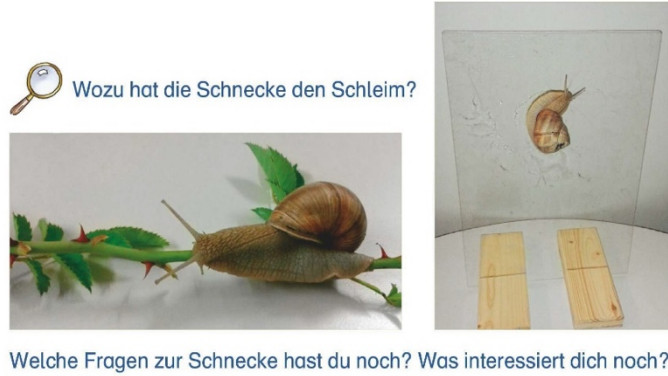 Wozu hat die Schnecke den Schleim?
Welche Fragen zur Schnecke hast du noch? Was interessiert dich noch?